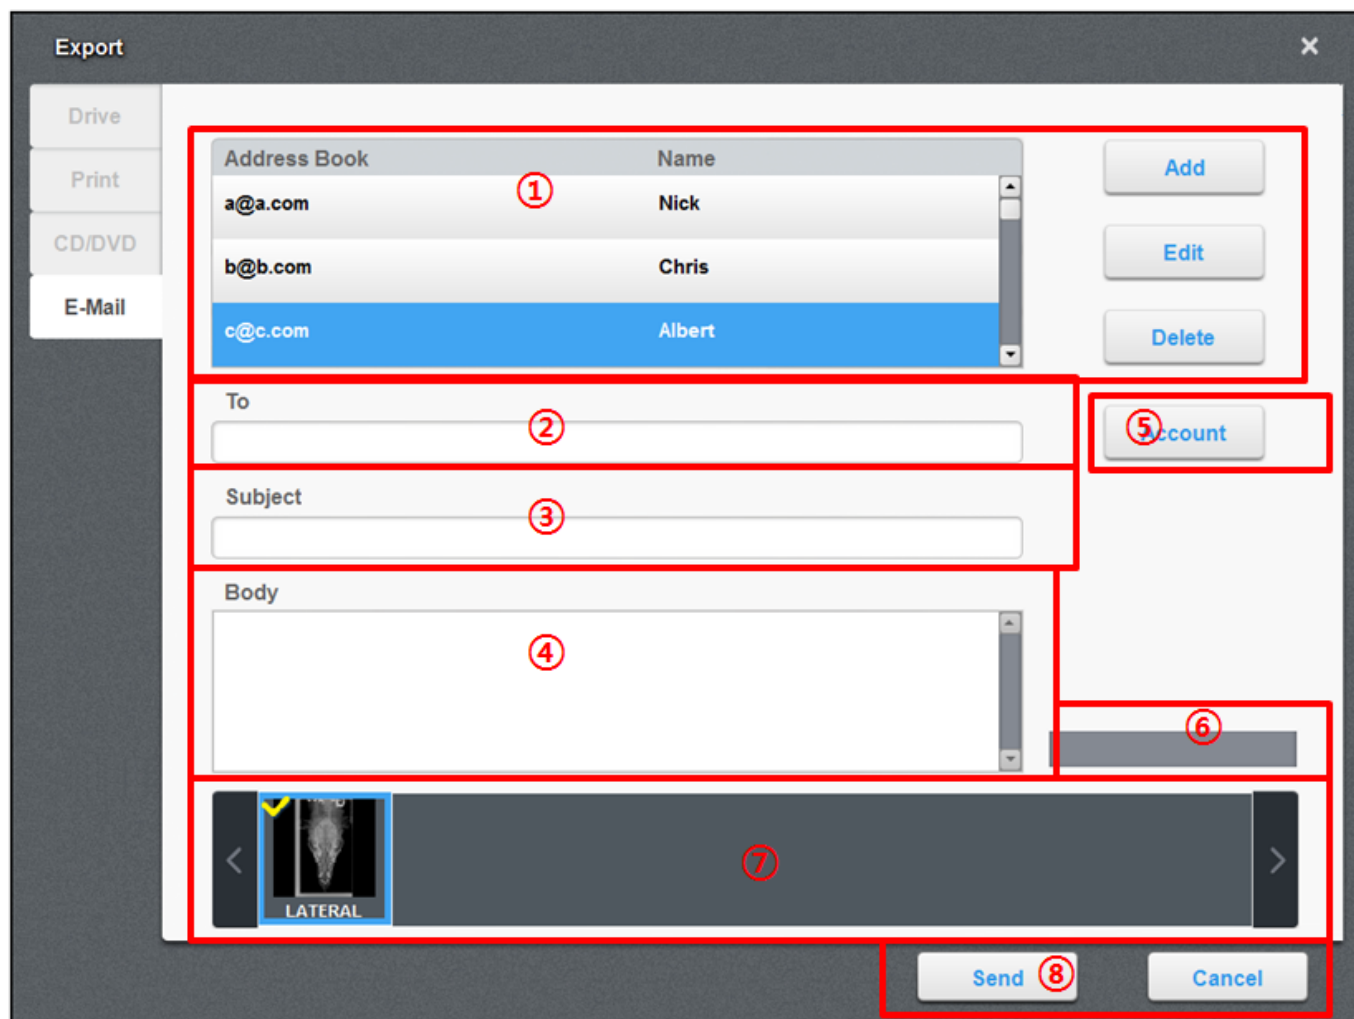 Export ×
Drive
Print
CD/DVD
E-Mail
Address Book Name
①
a@a.com Nick
b@b.com Chris
c@c.com Albert
Add
Edit
Delete
To
②
⑤ Account
Subject
③
Body
④
⑥
LATERAL
⑦
Send ⑧ Cancel